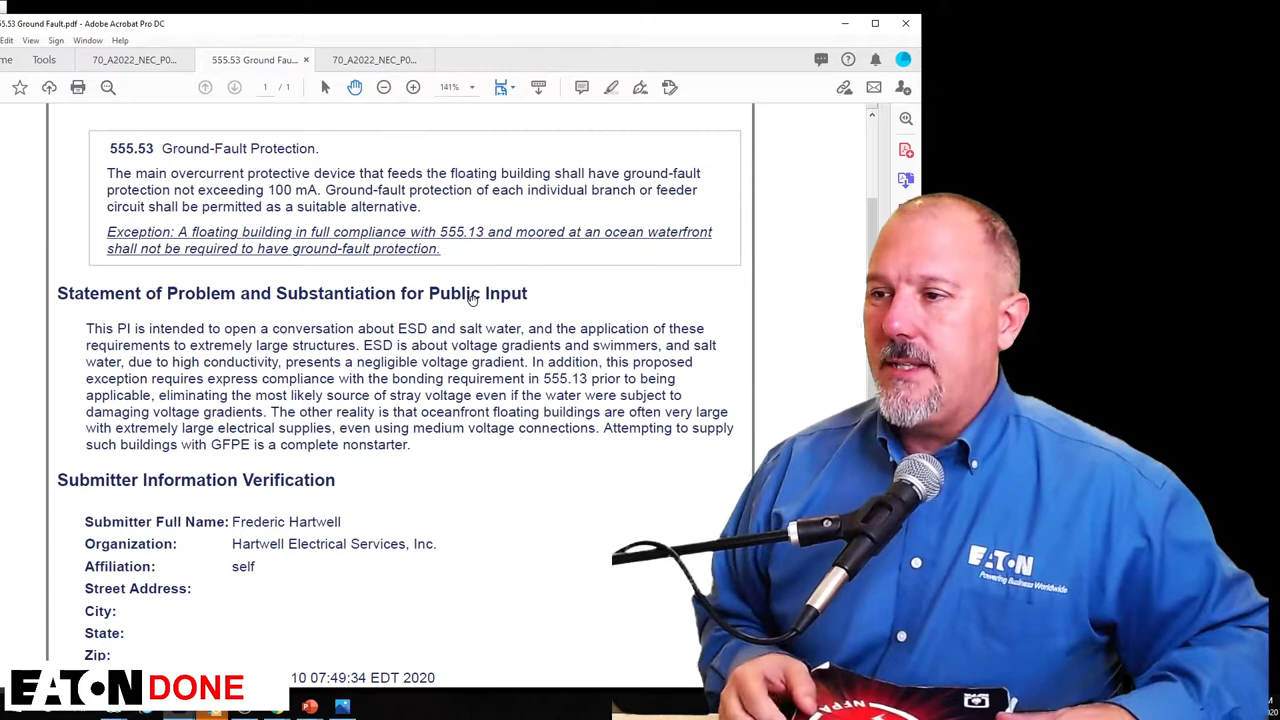 55.53 Ground Fault.pdf - Adobe Acrobat Pro DC
Edit View Sign Window Help
me Tools 70_A2022_NEC_P0... 555.53 Ground Fau... × 70_A2022_NEC_P0...
1 / 1 141%
555.53 Ground-Fault Protection.
The main overcurrent protective device that feeds the floating building shall have ground-fault
protection not exceeding 100 mA. Ground-fault protection of each individual branch or feeder
circuit shall be permitted as a suitable alternative.
Exception: A floating building in full compliance with 555.13 and moored at an ocean waterfront
shall not be required to have ground-fault protection.
Statement of Problem and Substantiation for Public Input
This PI is intended to open a conversation about ESD and salt water, and the application of these
requirements to extremely large structures. ESD is about voltage gradients and swimmers, and salt
water, due to high conductivity, presents a negligible voltage gradient. In addition, this proposed
exception requires express compliance with the bonding requirement in 555.13 prior to being
applicable, eliminating the most likely source of stray voltage even if the water were subject to
damaging voltage gradients. The other reality is that oceanfront floating buildings are often very large
with extremely large electrical supplies, even using medium voltage connections. Attempting to supply
such buildings with GFPE is a complete nonstarter.
Submitter Information Verification
Submitter Full Name: Frederic Hartwell
Organization: Hartwell Electrical Services, Inc.
Affiliation: self
Street Address:
City:
State:
Zip:
10 07:49:34 EDT 2020
EATON
Powering Business Worldwide
EATON DONE
NFPA